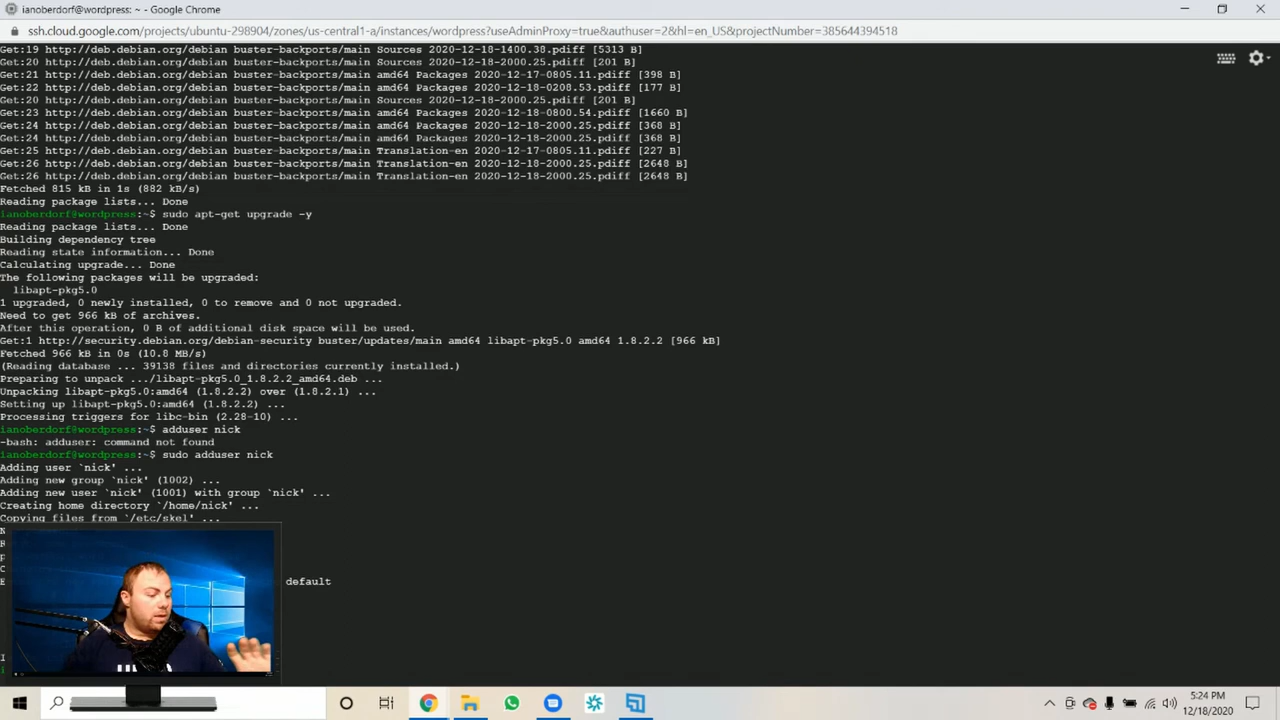 ianoberdorf@wordpress: ~ - Google Chrome
ssh.cloud.google.com/projects/ubuntu-298904/zones/us-central1-a/instances/wordpress?useAdminProxy=true&authuser=2&hl=en_US&projectNumber=385644394518
Get:19 http://deb.debian.org/debian buster-backports/main Sources 2020-12-18-1400.38.pdiff [5313 B]
Get:20 http://deb.debian.org/debian buster-backports/main Sources 2020-12-18-2000.25.pdiff [201 B]
Get:21 http://deb.debian.org/debian buster-backports/main amd64 Packages 2020-12-17-0805.11.pdiff [398 B]
Get:22 http://deb.debian.org/debian buster-backports/main amd64 Packages 2020-12-18-0208.53.pdiff [177 B]
Get:20 http://deb.debian.org/debian buster-backports/main Sources 2020-12-18-2000.25.pdiff [201 B]
Get:23 http://deb.debian.org/debian buster-backports/main amd64 Packages 2020-12-18-0800.54.pdiff [1660 B]
Get:24 http://deb.debian.org/debian buster-backports/main amd64 Packages 2020-12-18-2000.25.pdiff [368 B]
Get:24 http://deb.debian.org/debian buster-backports/main amd64 Packages 2020-12-18-2000.25.pdiff [368 B]
Get:25 http://deb.debian.org/debian buster-backports/main Translation-en 2020-12-17-0805.11.pdiff [227 B]
Get:26 http://deb.debian.org/debian buster-backports/main Translation-en 2020-12-18-2000.25.pdiff [2648 B]
Get:26 http://deb.debian.org/debian buster-backports/main Translation-en 2020-12-18-2000.25.pdiff [2648 B]
Fetched 815 kB in 1s (882 kB/s)
Reading package lists... Done
ianoberdorf@wordpress:~$ sudo apt-get upgrade -y
Reading package lists... Done
Building dependency tree
Reading state information... Done
Calculating upgrade... Done
The following packages will be upgraded:
  libapt-pkg5.0
1 upgraded, 0 newly installed, 0 to remove and 0 not upgraded.
Need to get 966 kB of archives.
After this operation, 0 B of additional disk space will be used.
Get:1 http://security.debian.org/debian-security buster/updates/main amd64 libapt-pkg5.0 amd64 1.8.2.2 [966 kB]
Fetched 966 kB in 0s (10.8 MB/s)
(Reading database ... 39138 files and directories currently installed.)
Preparing to unpack .../libapt-pkg5.0_1.8.2.2_amd64.deb ...
Unpacking libapt-pkg5.0:amd64 (1.8.2.2) over (1.8.2.1) ...
Setting up libapt-pkg5.0:amd64 (1.8.2.2) ...
Processing triggers for libc-bin (2.28-10) ...
ianoberdorf@wordpress:~$ adduser nick
-bash: adduser: command not found
ianoberdorf@wordpress:~$ sudo adduser nick
Adding user `nick' ...
Adding new group `nick' (1002) ...
Adding new user `nick' (1001) with group `nick' ...
Creating home directory `/home/nick' ...
Copying files from `/etc/skel' ...
default
5:24 PM
12/18/2020